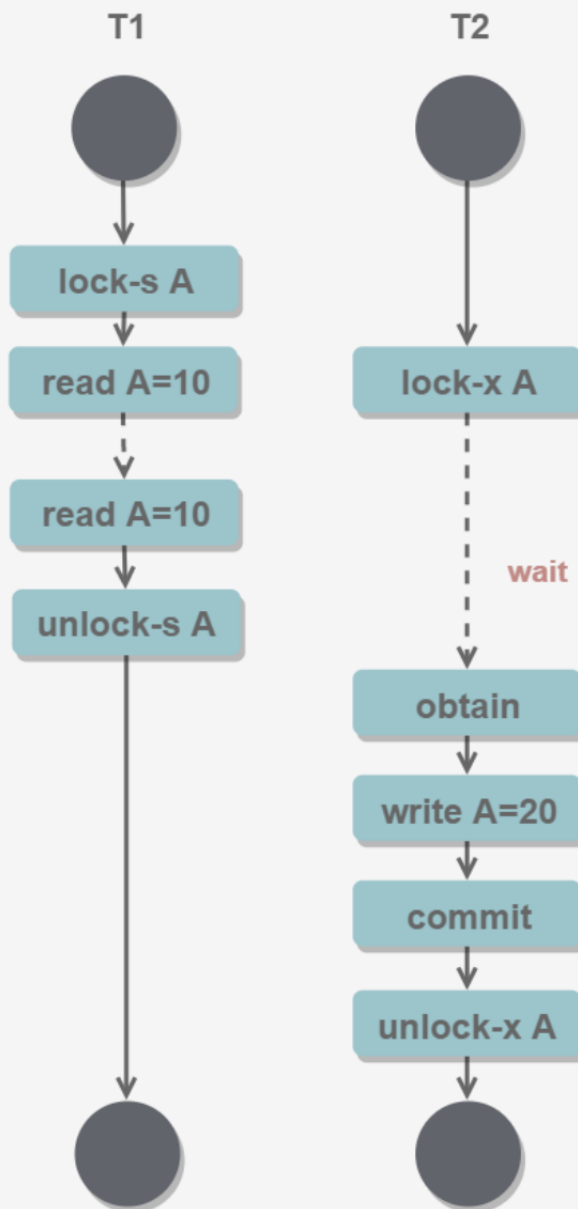 T1
T2
lock-s A
read A=10
lock-x A
read A=10
wait
unlock-s A
obtain
write A=20
commit
unlock-x A